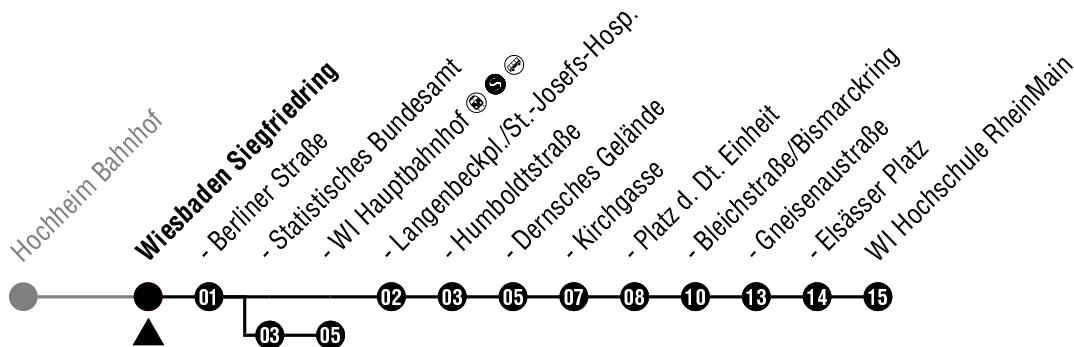 Hochheim Bahnhof
Wiesbaden Siegfriedring
- Berliner Straße
- Statistisches Bundesamt
- WI Hauptbahnhof DB S
- Langenbeckpl./St.-Josefs-Hosp.
- Humboldtstraße
- Dernsches Gelände
- Kirchgasse
- Platz d. Dt. Einheit
- Bleichstraße/Bismarckring
- Gneisenaustraße
- Elsässer Platz
WI Hochschule RheinMain
01 02 03 05 07 08 10 13 14 15
03 05